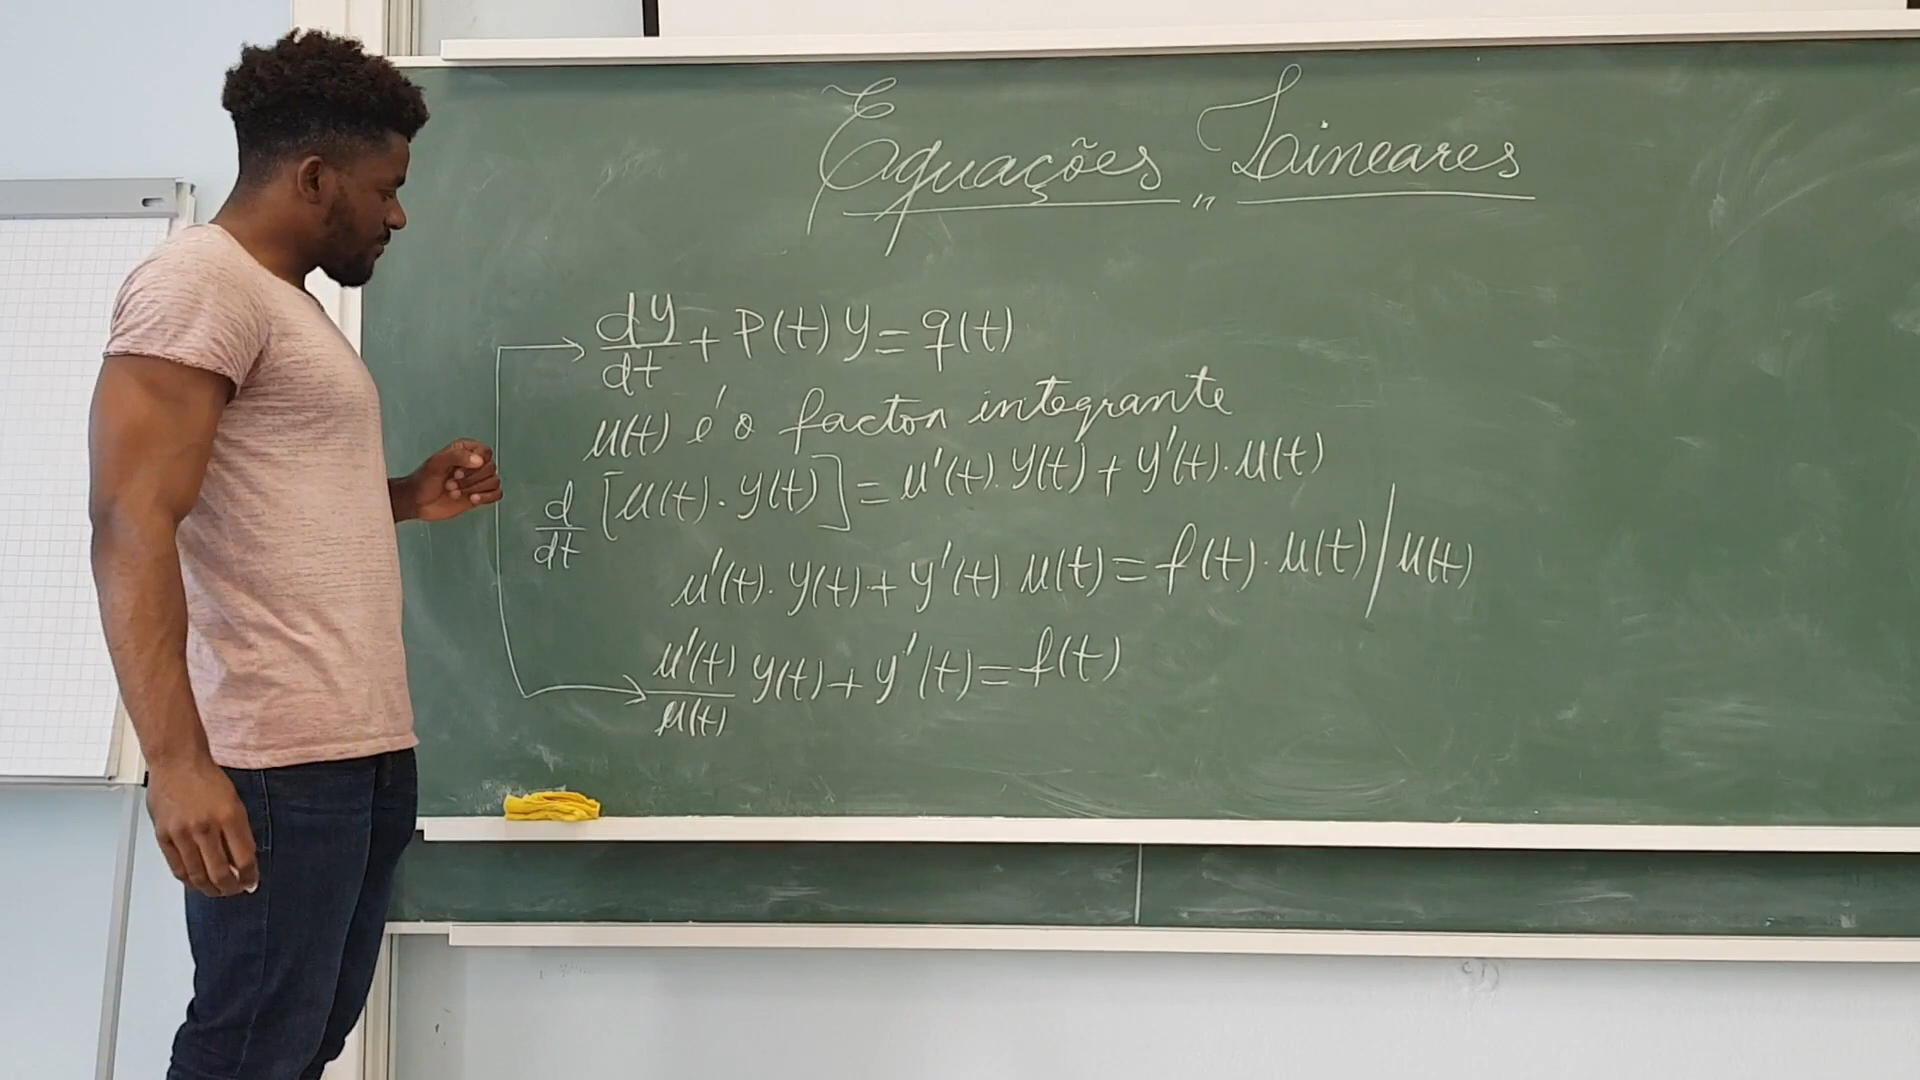 Equações Lineares
dy/dt + P(t) y = q(t)
μ(t) é o factor integrante
d/dt [μ(t) · y(t)] = μ'(t) · y(t) + y'(t) · μ(t)
μ'(t) · y(t) + y'(t) · μ(t) = f(t) · μ(t) / μ(t)
μ'(t)/μ(t) y(t) + y'(t) = f(t)